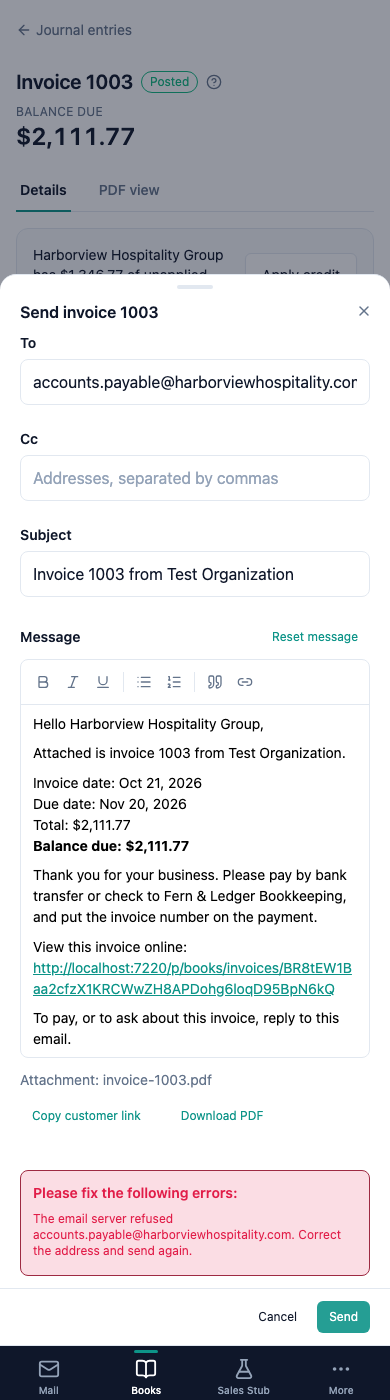 Journal entries
Invoice 1003 Posted
BALANCE DUE
$2,111.77
Details PDF view
Harborview Hospitality Group
Send invoice 1003
To
accounts.payable@harborviewhospitality.con
Cc
Addresses, separated by commas
Subject
Invoice 1003 from Test Organization
Message Reset message
Hello Harborview Hospitality Group,
Attached is invoice 1003 from Test Organization.
Invoice date: Oct 21, 2026
Due date: Nov 20, 2026
Total: $2,111.77
Balance due: $2,111.77
Thank you for your business. Please pay by bank
transfer or check to Fern & Ledger Bookkeeping,
and put the invoice number on the payment.
View this invoice online:
http://localhost:7220/p/books/invoices/BR8tEW1B
aa2cfzX1KRCWwZH8APDohg6loqD95BpN6kQ
To pay, or to ask about this invoice, reply to this
email.
Attachment: invoice-1003.pdf
Copy customer link Download PDF
Please fix the following errors:
The email server refused
accounts.payable@harborviewhospitality.com. Correct
the address and send again.
Cancel Send
Mail Books Sales Stub More